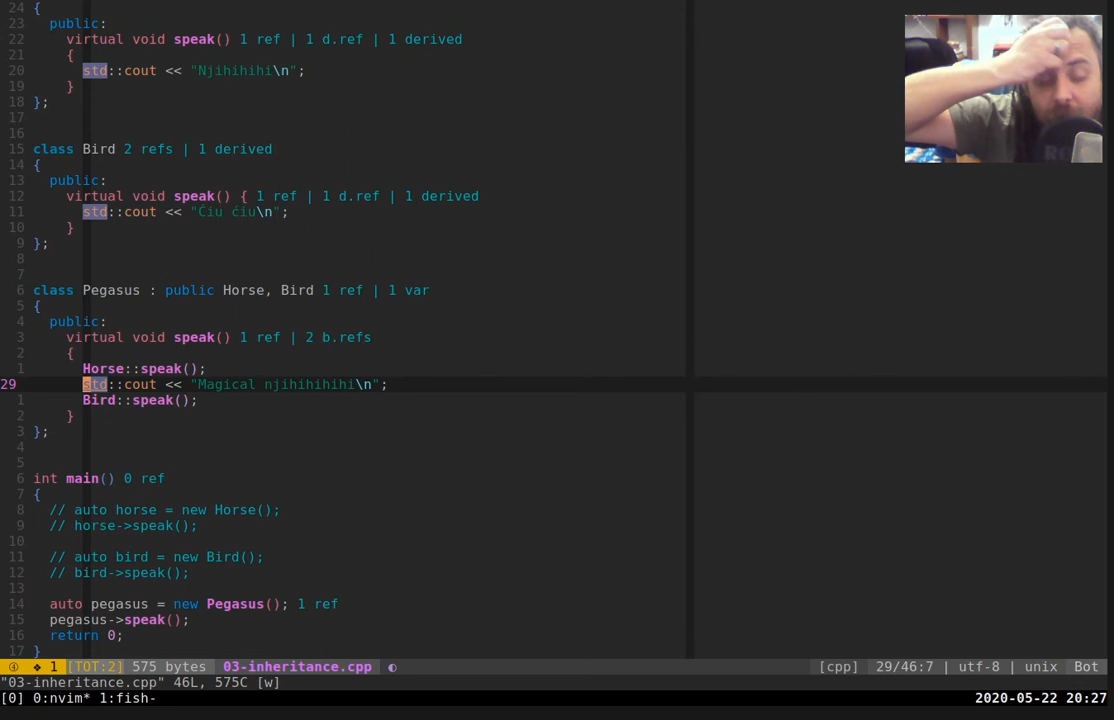 24 {
23   public:
22     virtual void speak() 1 ref | 1 d.ref | 1 derived
21     {
20       std::cout << "Njihihihi\n";
19     }
18 };
17
16
15 class Bird 2 refs | 1 derived
14 {
13   public:
12     virtual void speak() { 1 ref | 1 d.ref | 1 derived
11       std::cout << "Ćiu ćiu\n";
10     }
9 };
8
7
6 class Pegasus : public Horse, Bird 1 ref | 1 var
5 {
4   public:
3     virtual void speak() 1 ref | 2 b.refs
2     {
1       Horse::speak();
29       std::cout << "Magical njihihihihi\n";
1       Bird::speak();
2     }
3 };
4
5
6 int main() 0 ref
7 {
8   // auto horse = new Horse();
9   // horse->speak();
10
11   // auto bird = new Bird();
12   // bird->speak();
13
14   auto pegasus = new Pegasus(); 1 ref
15   pegasus->speak();
16   return 0;
17 }
④ ❖ 1 [TOT:2] 575 bytes 03-inheritance.cpp ◐ [cpp] 29/46:7 | utf-8 | unix Bot
"03-inheritance.cpp" 46L, 575C [w]
[0] 0:nvim* 1:fish- 2020-05-22 20:27